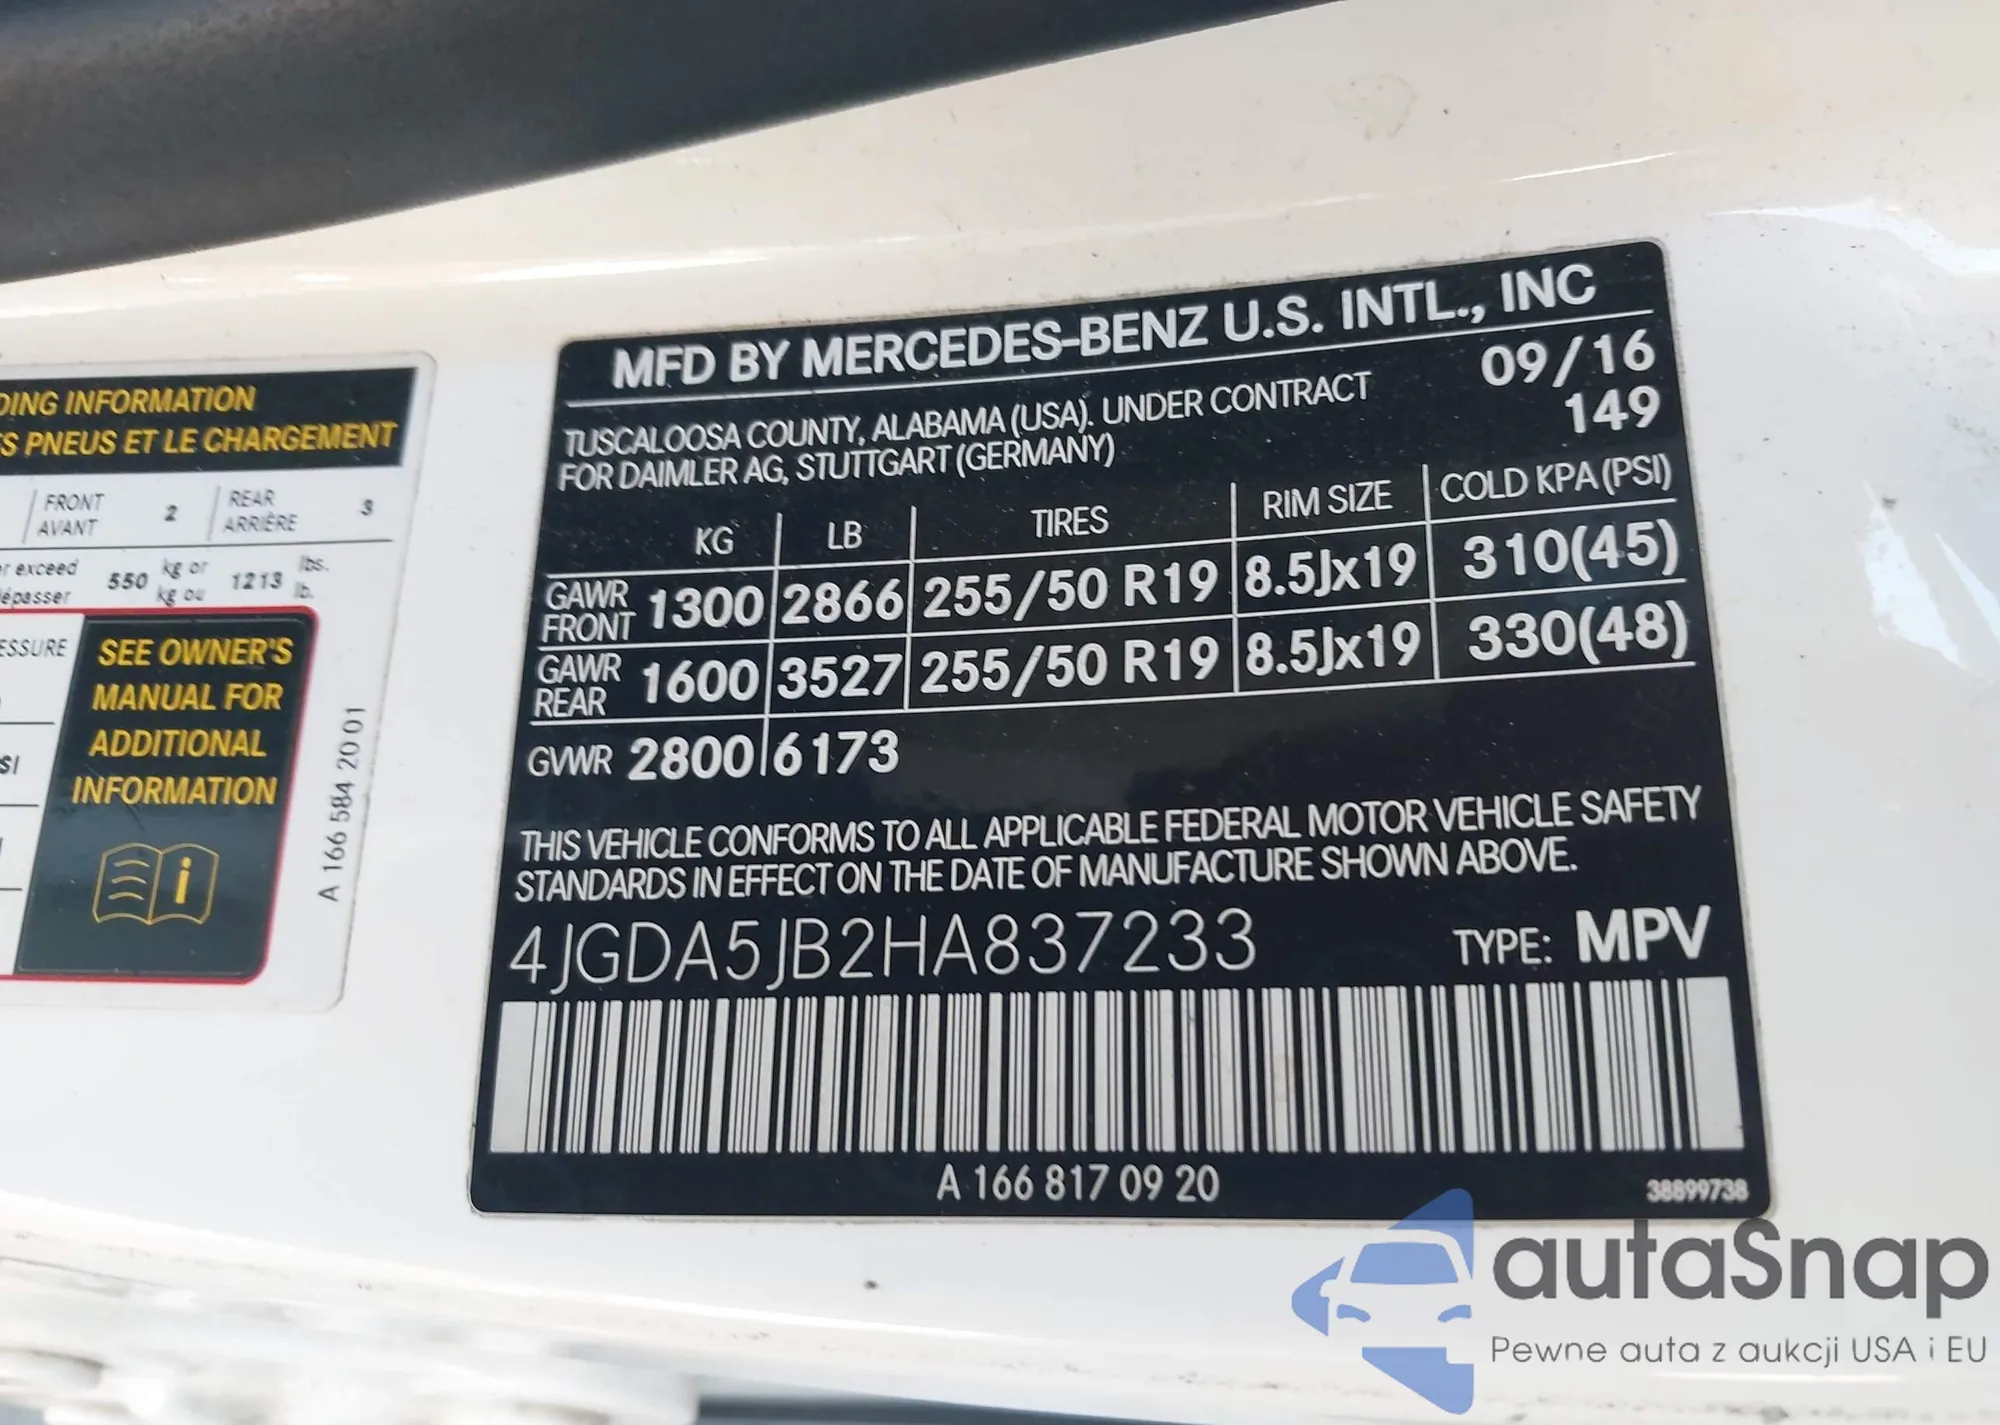 DING INFORMATION
S PNEUS ET LE CHARGEMENT
FRONT
AVANT
2
REAR
ARRIÈRE
3
r exceed
dépasser
550
kg or
kg ou
1213
lbs.
lb.
ESSURE
SI
SEE OWNER'S
MANUAL FOR
ADDITIONAL
INFORMATION
A 166 584 20 01
MFD BY MERCEDES-BENZ U.S. INTL., INC
TUSCALOOSA COUNTY, ALABAMA (USA). UNDER CONTRACT
FOR DAIMLER AG, STUTTGART (GERMANY)
09/16
149
KG LB TIRES RIM SIZE COLD KPA (PSI)
GAWR FRONT 1300 2866 255/50 R19 8.5Jx19 310(45)
GAWR REAR 1600 3527 255/50 R19 8.5Jx19 330(48)
GVWR 2800 6173
THIS VEHICLE CONFORMS TO ALL APPLICABLE FEDERAL MOTOR VEHICLE SAFETY
STANDARDS IN EFFECT ON THE DATE OF MANUFACTURE SHOWN ABOVE.
4JGDA5JB2HA837233 TYPE: MPV
A 166 817 09 20
38899738
autaSnap
Pewne auta z aukcji USA i EU